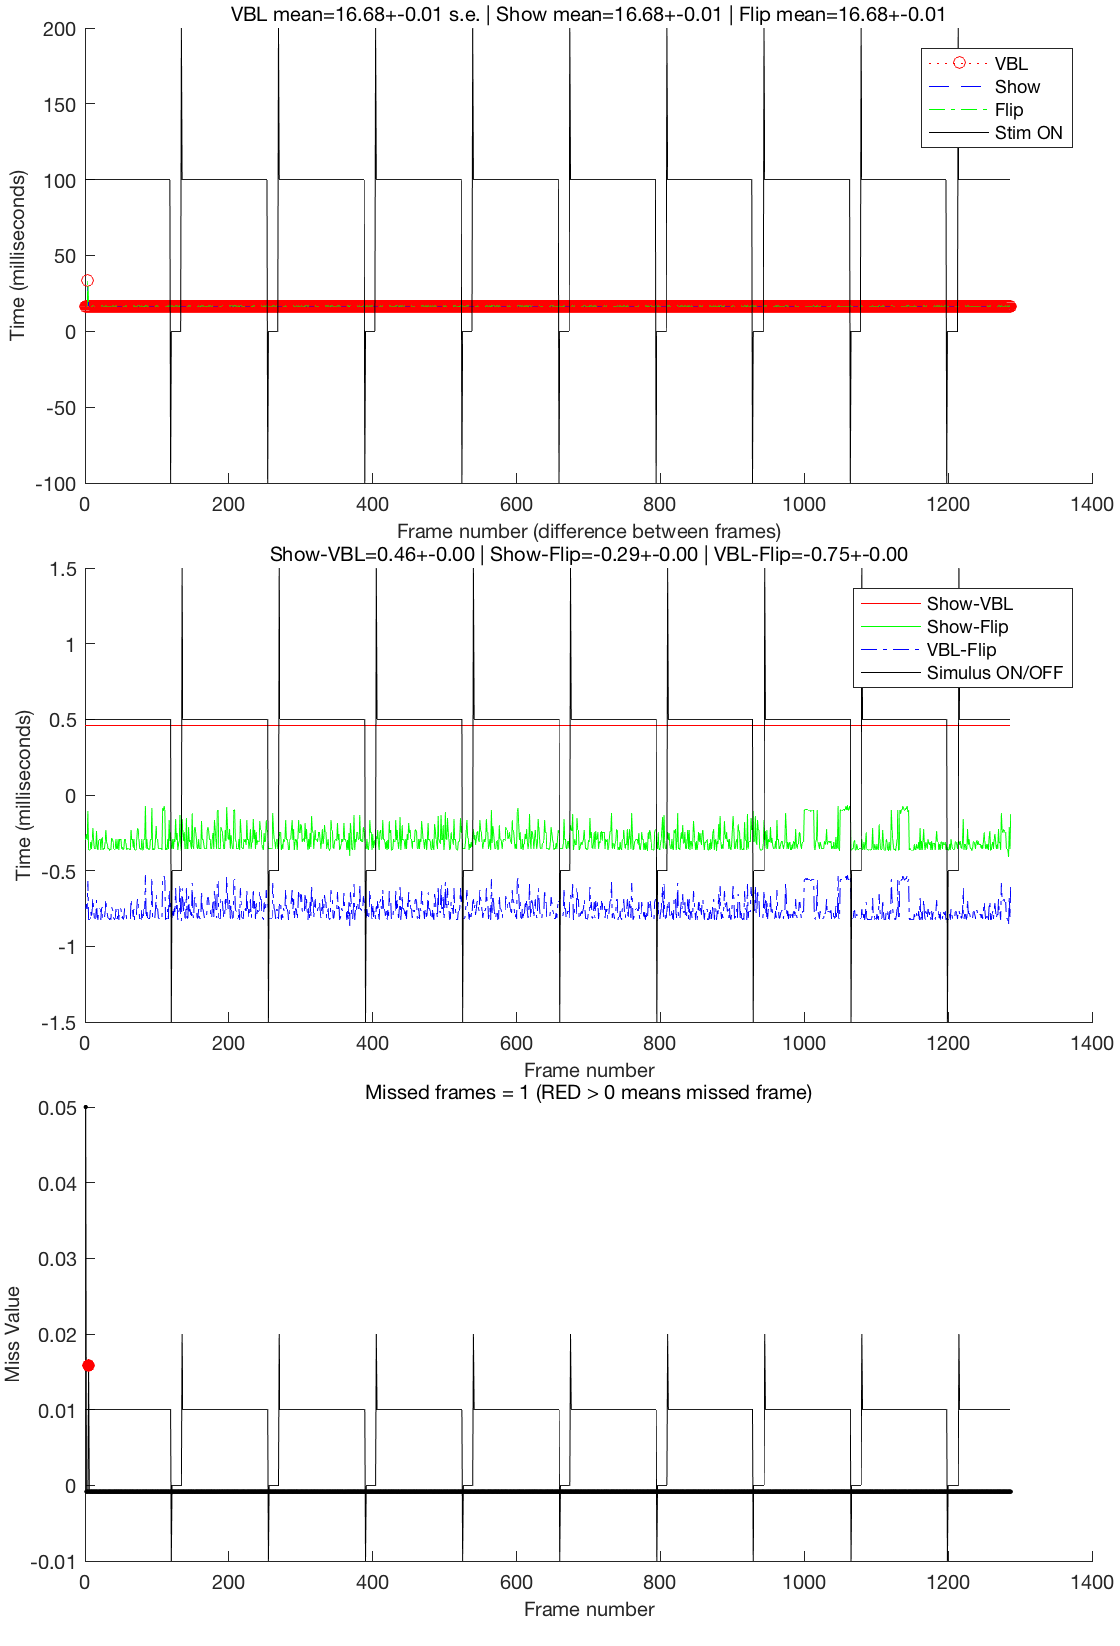 VBL mean=16.68+-0.01 s.e. | Show mean=16.68+-0.01 | Flip mean=16.68+-0.01
200
150
100
50
0
-50
-100
Time (milliseconds)
VBL
Show
Flip
Stim ON
0 200 400 600 800 1000 1200 1400
Frame number (difference between frames)
Show-VBL=0.46+-0.00 | Show-Flip=-0.29+-0.00 | VBL-Flip=-0.75+-0.00
1.5
1
0.5
0
-0.5
-1
-1.5
Time (milliseconds)
Show-VBL
Show-Flip
VBL-Flip
Simulus ON/OFF
0 200 400 600 800 1000 1200 1400
Frame number
Missed frames = 1 (RED > 0 means missed frame)
0.05
0.04
0.03
0.02
0.01
0
-0.01
Miss Value
0 200 400 600 800 1000 1200 1400
Frame number